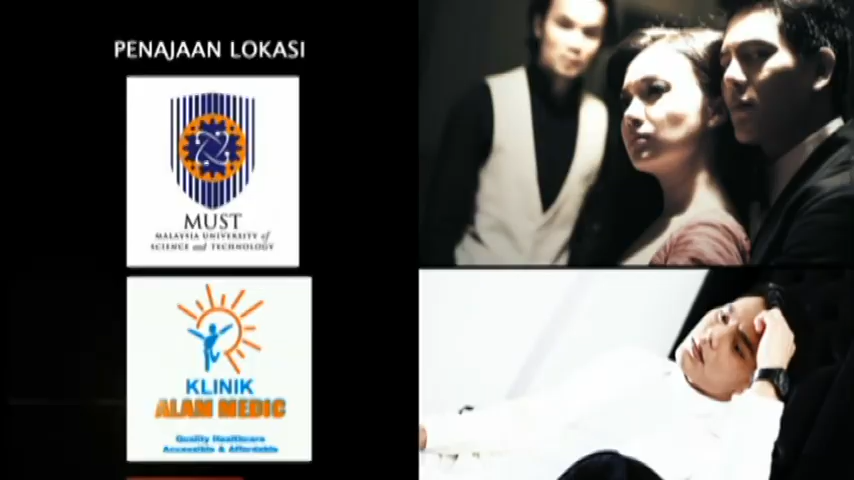 PENAJAAN LOKASI
MUST
MALAYSIA UNIVERSITY of
SCIENCE and TECHNOLOGY
KLINIK
ALAM MEDIC
Quality Healthcare
Accessible & Affordable